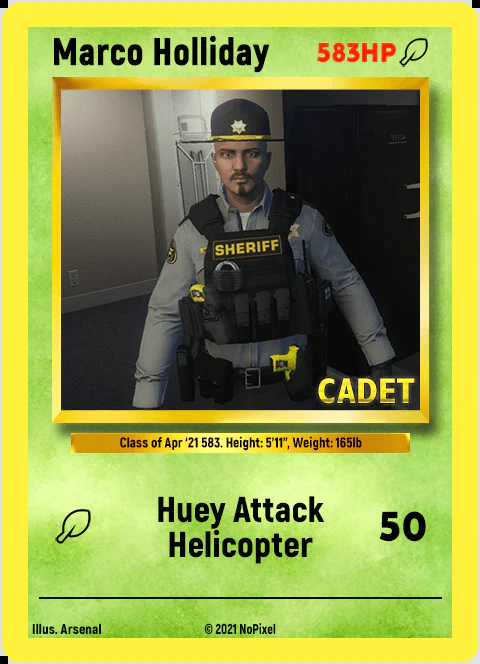 Marco Holliday
583HP
SHERIFF
CADET
Class of Apr '21 583. Height: 5'11", Weight: 165lb
Huey Attack
Helicopter
50
Illus. Arsenal
© 2021 NoPixel